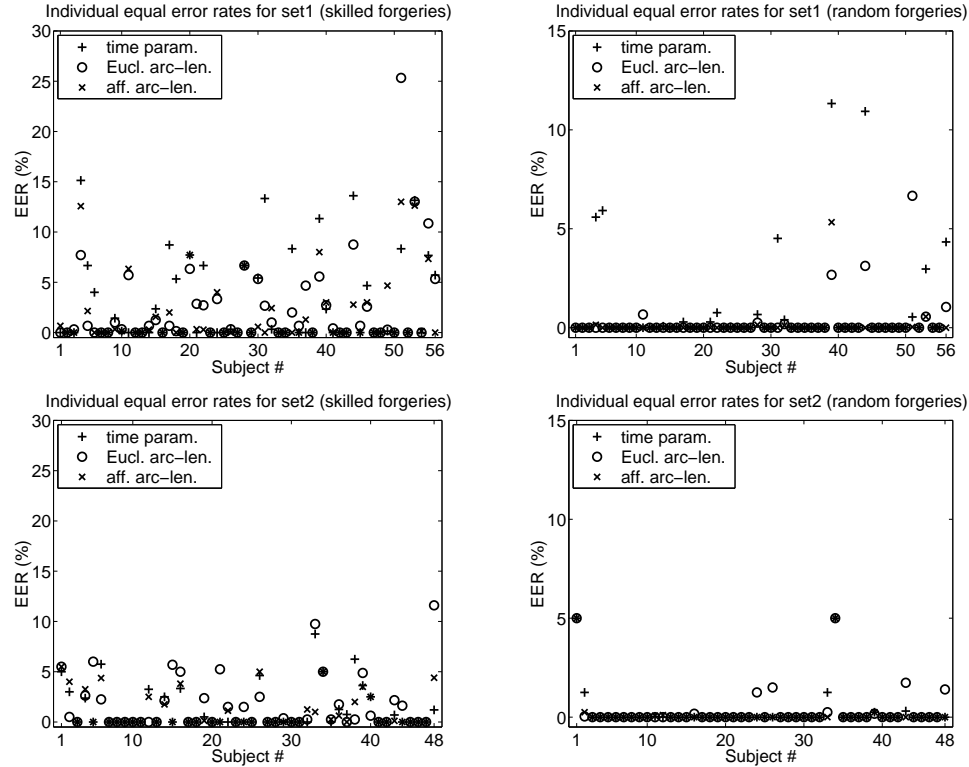 Individual equal error rates for set1 (skilled forgeries)
30
25
20
15
10
5
0
EER (%)
+ time param.
o Eucl. arc-len.
× aff. arc-len.
1 10 20 30 40 50 56
Subject #
Individual equal error rates for set1 (random forgeries)
15
10
5
0
EER (%)
+ time param.
o Eucl. arc-len.
× aff. arc-len.
1 10 20 30 40 50 56
Subject #
Individual equal error rates for set2 (skilled forgeries)
30
25
20
15
10
5
0
EER (%)
+ time param.
o Eucl. arc-len.
× aff. arc-len.
1 10 20 30 40 48
Subject #
Individual equal error rates for set2 (random forgeries)
15
10
5
0
EER (%)
+ time param.
o Eucl. arc-len.
× aff. arc-len.
1 10 20 30 40 48
Subject #